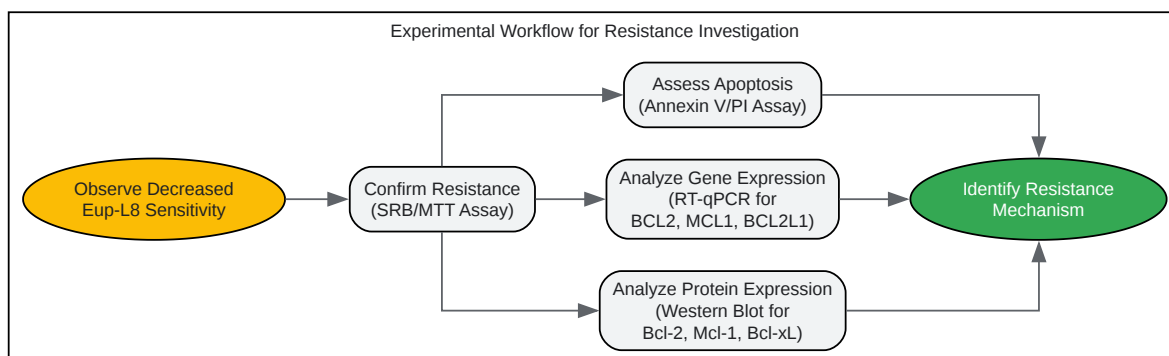 Experimental Workflow for Resistance Investigation
Observe Decreased
Eup-L8 Sensitivity
Confirm Resistance
(SRB/MTT Assay)
Assess Apoptosis
(Annexin V/PI Assay)
Analyze Gene Expression
(RT-qPCR for
BCL2, MCL1, BCL2L1)
Analyze Protein Expression
(Western Blot for
Bcl-2, Mcl-1, Bcl-xL)
Identify Resistance
Mechanism